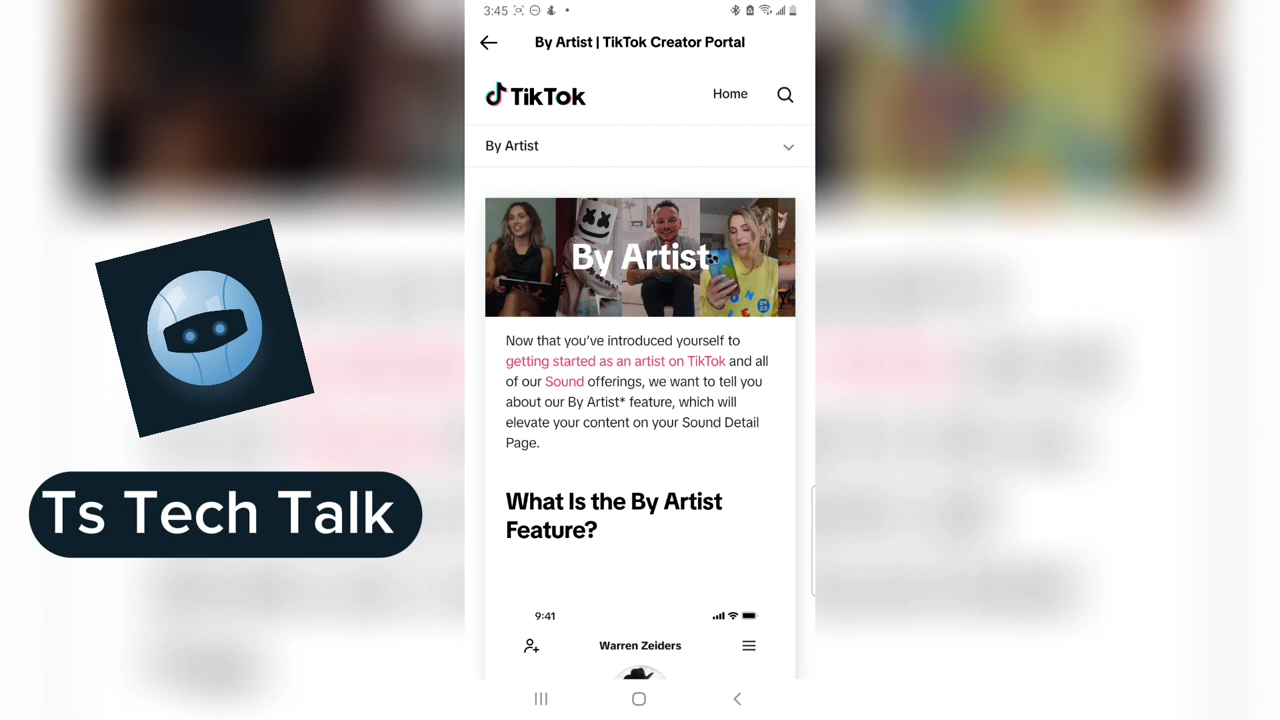 3:45
By Artist | TikTok Creator Portal
TikTok
Home
By Artist
By Artist
Now that you've introduced yourself to
getting started as an artist on TikTok and all
of our Sound offerings, we want to tell you
about our By Artist* feature, which will
elevate your content on your Sound Detail
Page.
What Is the By Artist
Feature?
9:41
Warren Zeiders
Ts Tech Talk